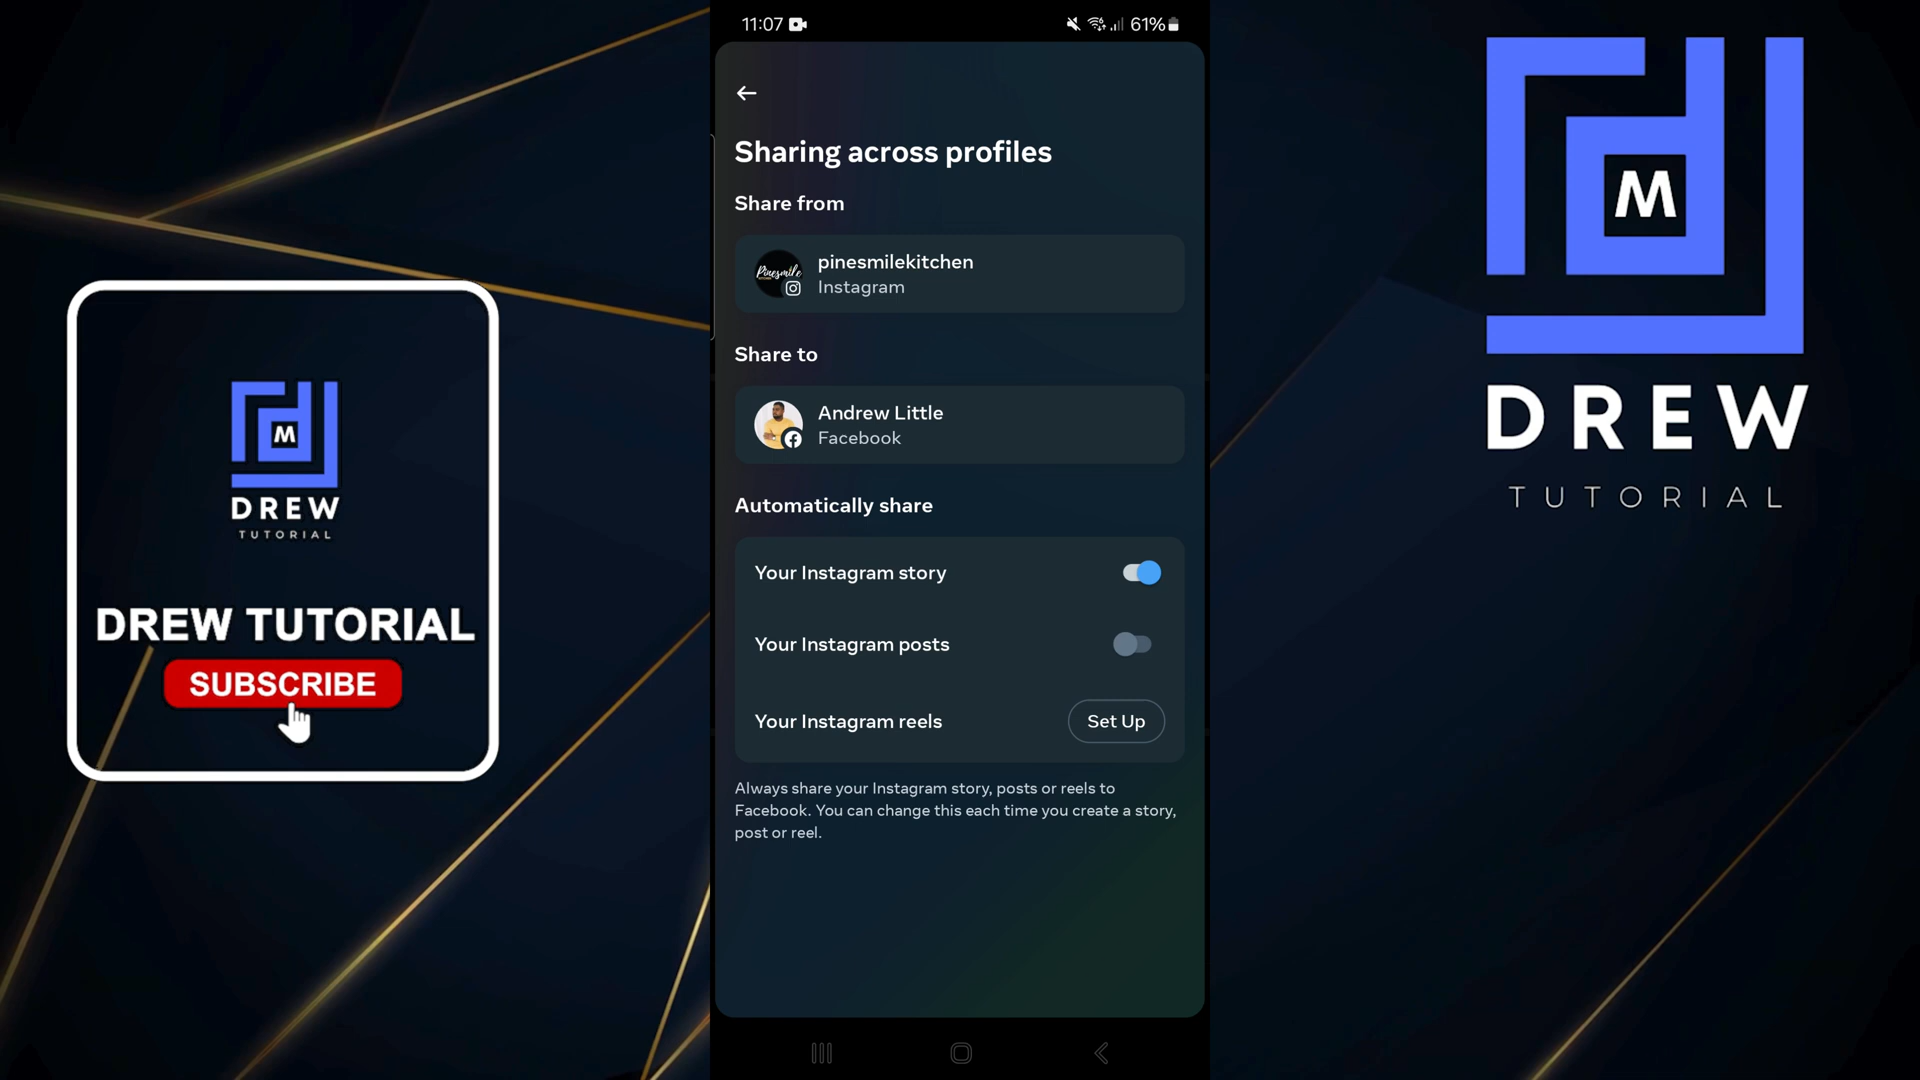 M
DREW
TUTORIAL
DREW TUTORIAL
SUBSCRIBE
11:07
61%
Sharing across profiles
Share from
Pinesmile
pinesmilekitchen
Instagram
Share to
Andrew Little
Facebook
Automatically share
Your Instagram story
Your Instagram posts
Your Instagram reels
Set Up
Always share your Instagram story, posts or reels to
Facebook. You can change this each time you create a story,
post or reel.
M
DREW
TUTORIAL